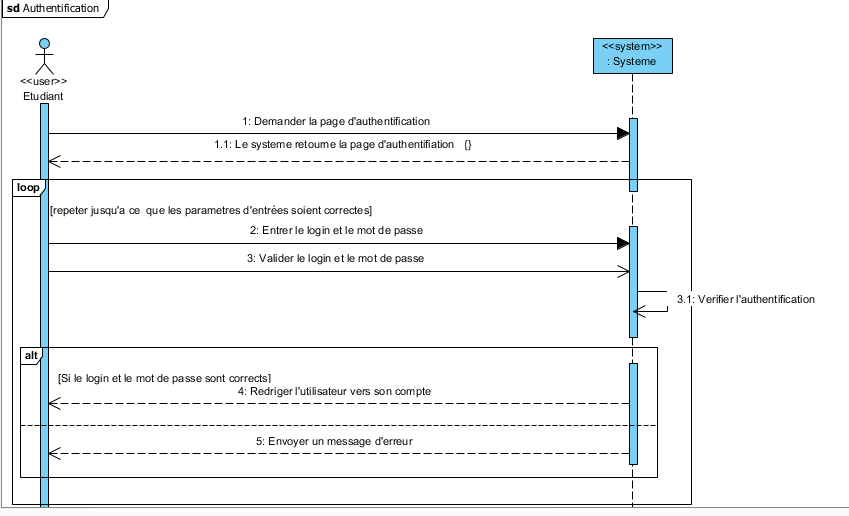 sd Authentification
<<user>>
Etudiant
<<system>>
: Systeme
1: Demander la page d'authentification
1.1: Le systeme retourne la page d'authentifiation {}
loop
[repeter jusqu'a ce que les parametres d'entrées soient correctes]
2: Entrer le login et le mot de passe
3: Valider le login et le mot de passe
3.1: Verifier l'authentification
alt
[Si le login et le mot de passe sont corrects]
4: Redriger l'utilisateur vers son compte
5: Envoyer un message d'erreur